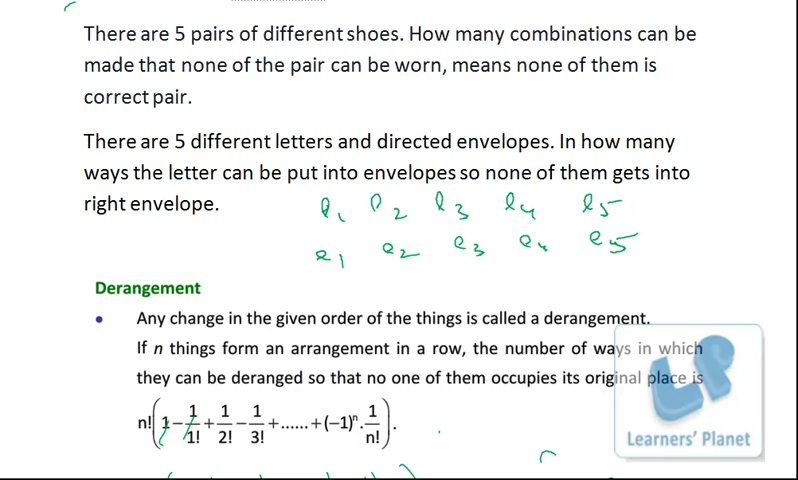 There are 5 pairs of different shoes. How many combinations can be
made that none of the pair can be worn, means none of them is
correct pair.
There are 5 different letters and directed envelopes. In how many
ways the letter can be put into envelopes so none of them gets into
right envelope.
l₁ l₂ l₃ l₄ l₅
e₁ e₂ e₃ e₄ e₅
Derangement
• Any change in the given order of the things is called a derangement.
If n things form an arrangement in a row, the number of ways in which
they can be deranged so that no one of them occupies its original place is
n!(1 − 1/1! + 1/2! − 1/3! + ...... + (−1)ⁿ. 1/n!).
LP
Learners' Planet